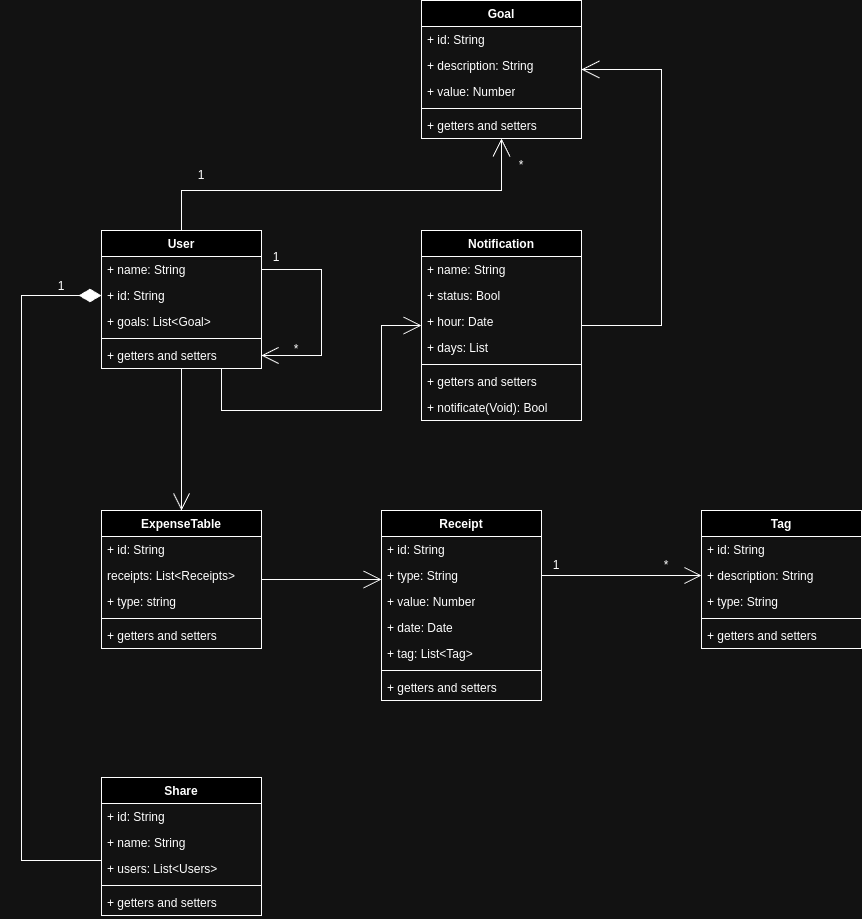 Goal
+ id: String
+ description: String
+ value: Number
+ getters and setters
1
*
User
+ name: String
+ id: String
+ goals: List<Goal>
+ getters and setters
1
*
1
Notification
+ name: String
+ status: Bool
+ hour: Date
+ days: List
+ getters and setters
+ notificate(Void): Bool
ExpenseTable
+ id: String
receipts: List<Receipts>
+ type: string
+ getters and setters
Receipt
+ id: String
+ type: String
+ value: Number
+ date: Date
+ tag: List<Tag>
+ getters and setters
1
*
Tag
+ id: String
+ description: String
+ type: String
+ getters and setters
Share
+ id: String
+ name: String
+ users: List<Users>
+ getters and setters